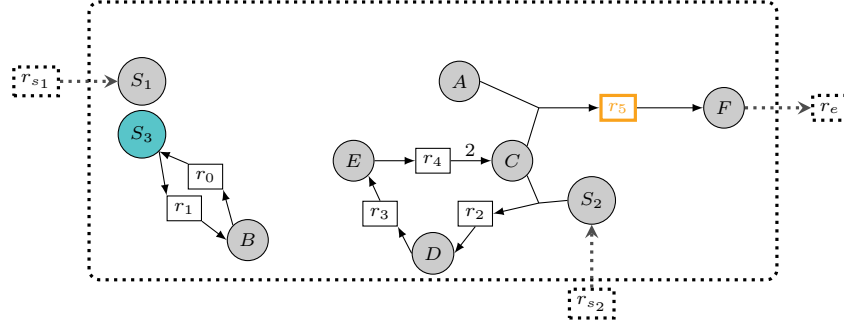 r_{s_1}
S_1
A
r_5
F
r_e
S_3
r_0
E
r_4
2
C
r_1
r_3
r_2
S_2
B
D
r_{s_2}